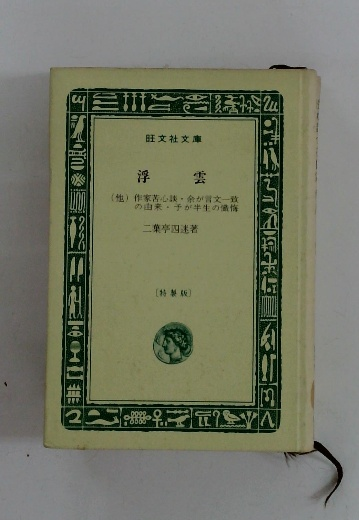 旺文社文庫
浮雲
(他) 作家苦心談・余が言文一致
の由来・予が半生の懺悔
二葉亭四迷著
[特製版]